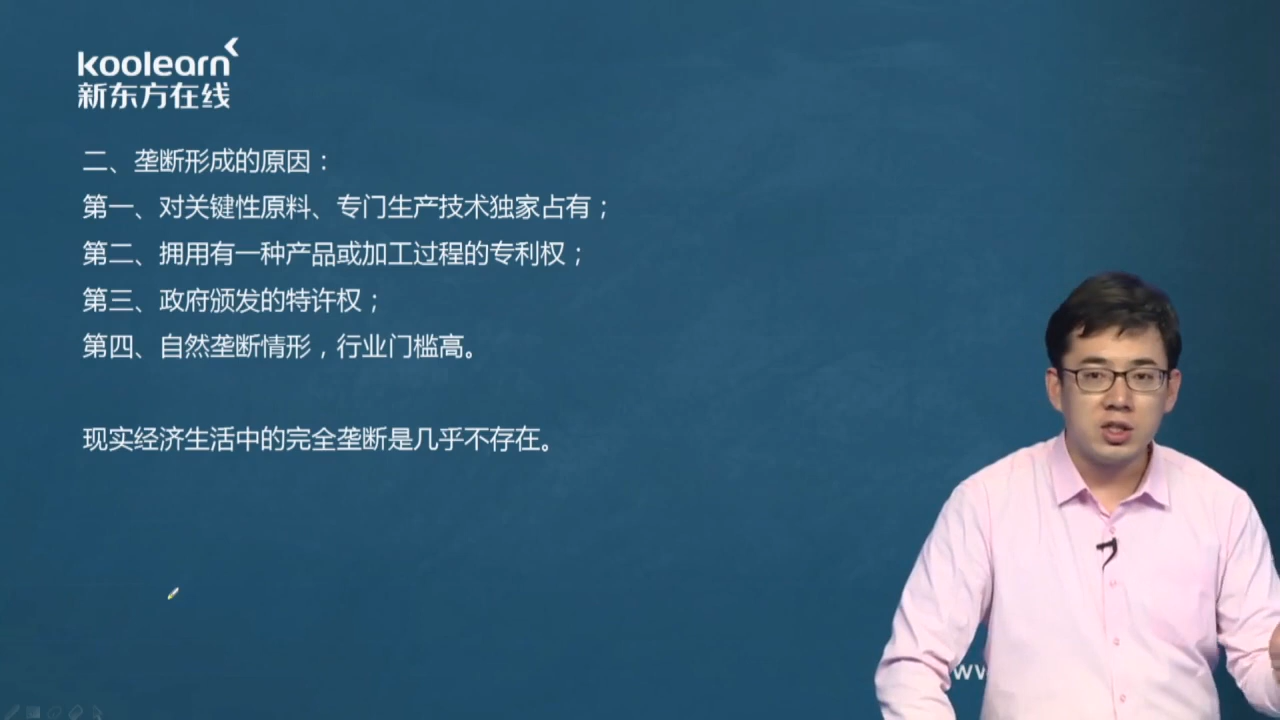 koolearn
新东方在线
二、垄断形成的原因：
第一、对关键性原料、专门生产技术独家占有；
第二、拥用有一种产品或加工过程的专利权；
第三、政府颁发的特许权；
第四、自然垄断情形，行业门槛高。
现实经济生活中的完全垄断是几乎不存在。